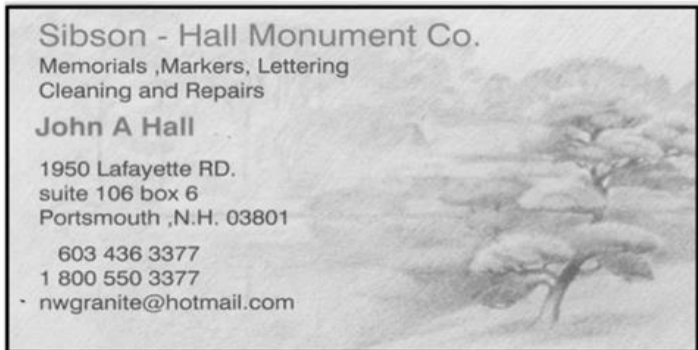 Sibson - Hall Monument Co.
Memorials ,Markers, Lettering
Cleaning and Repairs
John A Hall
1950 Lafayette RD.
suite 106 box 6
Portsmouth ,N.H. 03801
603 436 3377
1 800 550 3377
nwgranite@hotmail.com